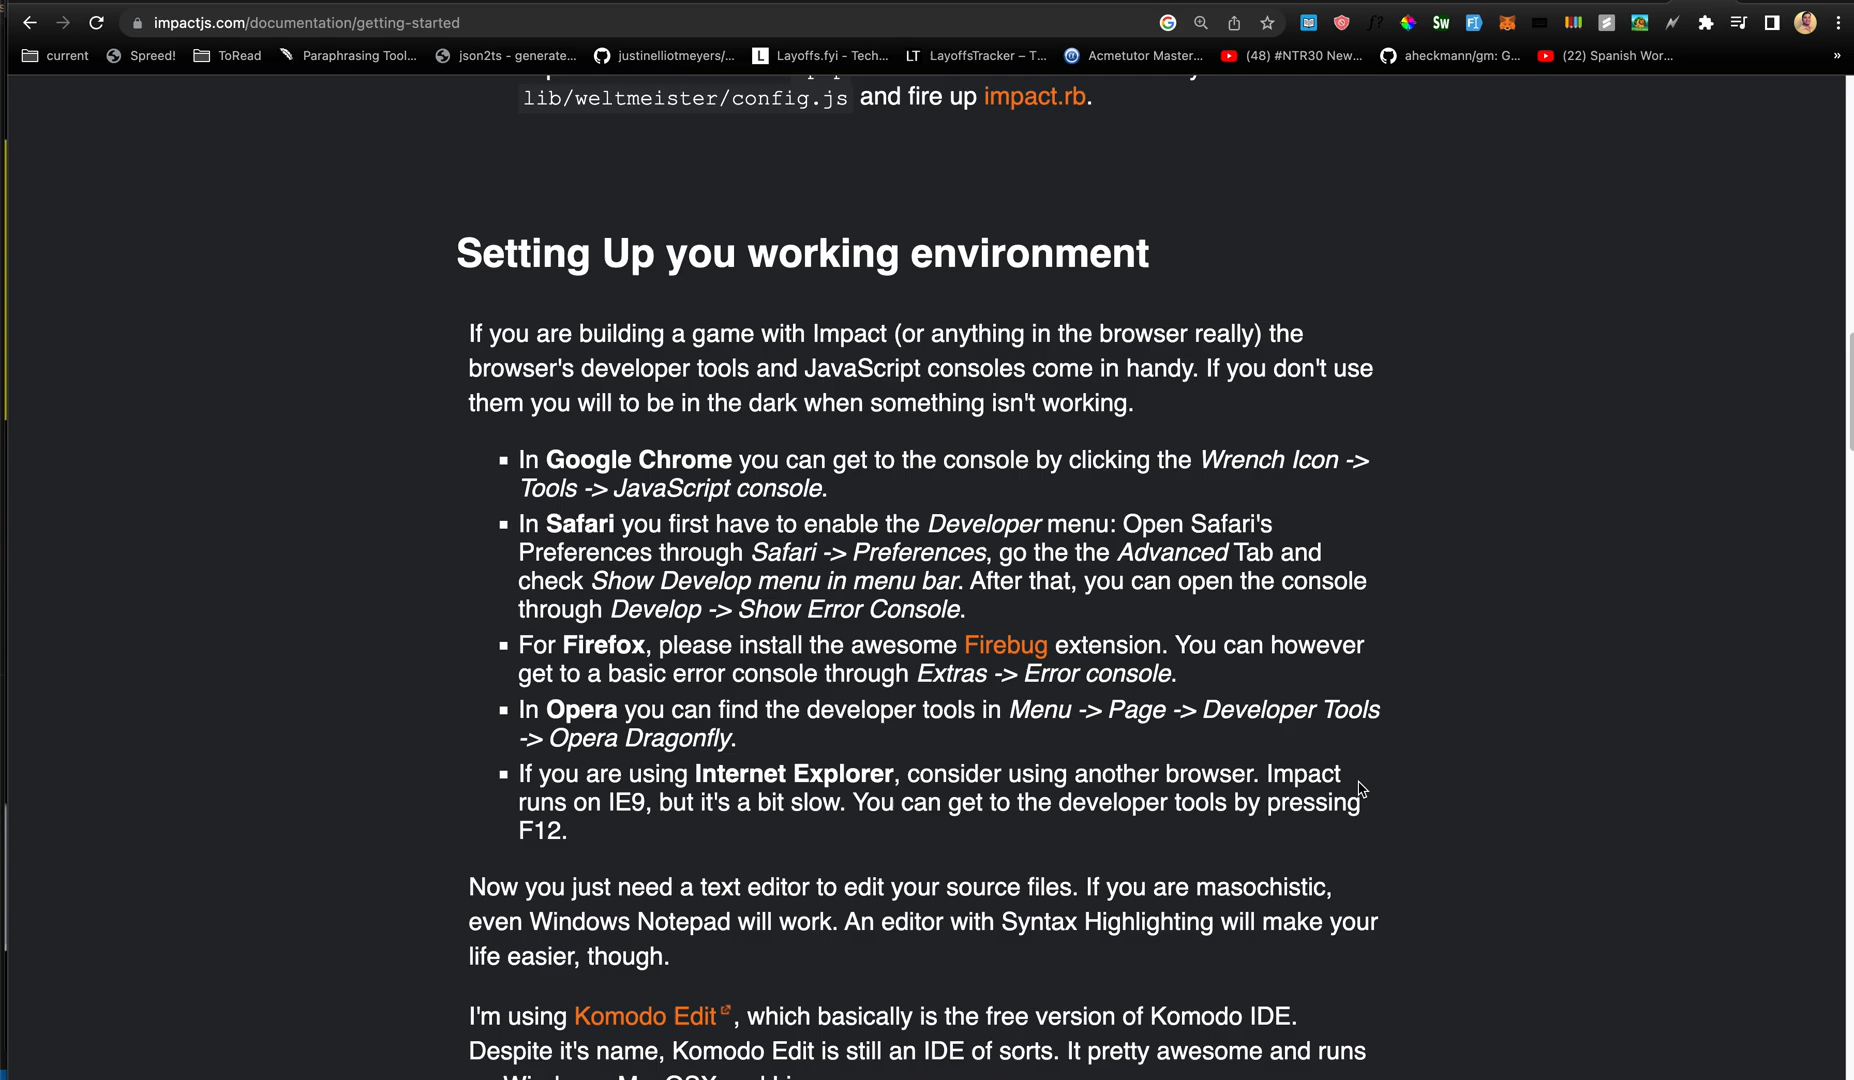 impactjs.com/documentation/getting-started
current Spreed! ToRead Paraphrasing Tool... json2ts - generate... justinelliotmeyers/... Layoffs.fyi - Tech... LayoffsTracker – T... Acmetutor Master... (48) #NTR30 New... aheckmann/gm: G... (22) Spanish Wor... »
lib/weltmeister/config.js and fire up impact.rb.
Setting Up you working environment
If you are building a game with Impact (or anything in the browser really) the
browser's developer tools and JavaScript consoles come in handy. If you don't use
them you will to be in the dark when something isn't working.
▪ In Google Chrome you can get to the console by clicking the Wrench Icon ->
Tools -> JavaScript console.
▪ In Safari you first have to enable the Developer menu: Open Safari's
Preferences through Safari -> Preferences, go the the Advanced Tab and
check Show Develop menu in menu bar. After that, you can open the console
through Develop -> Show Error Console.
▪ For Firefox, please install the awesome Firebug extension. You can however
get to a basic error console through Extras -> Error console.
▪ In Opera you can find the developer tools in Menu -> Page -> Developer Tools
-> Opera Dragonfly.
▪ If you are using Internet Explorer, consider using another browser. Impact
runs on IE9, but it's a bit slow. You can get to the developer tools by pressing
F12.
Now you just need a text editor to edit your source files. If you are masochistic,
even Windows Notepad will work. An editor with Syntax Highlighting will make your
life easier, though.
I'm using Komodo Edit, which basically is the free version of Komodo IDE.
Despite it's name, Komodo Edit is still an IDE of sorts. It pretty awesome and runs